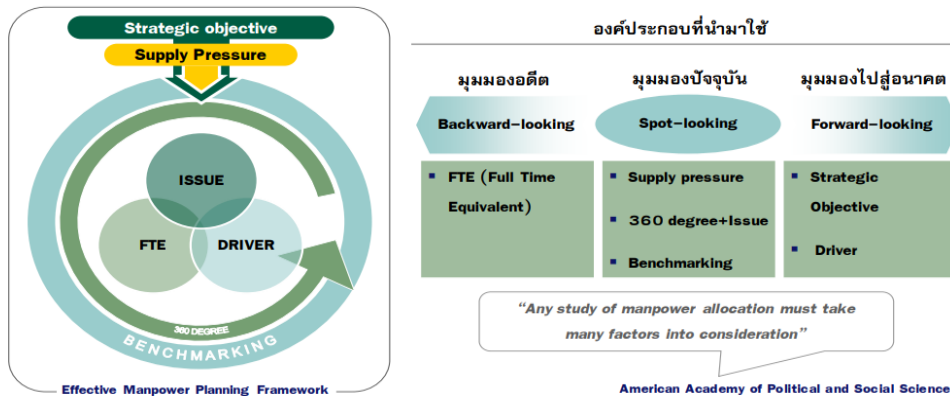 Strategic objective
Supply Pressure
ISSUE
FTE
DRIVER
360 DEGREE
BENCHMARKING
Effective Manpower Planning Framework
องค์ประกอบที่นำมาใช้
มุมมองอดีต
มุมมองปัจจุบัน
มุมมองไปสู่อนาคต
Backward-looking
Spot-looking
Forward-looking
▪ FTE (Full Time
Equivalent)
▪ Supply pressure
▪ 360 degree+Issue
▪ Benchmarking
▪ Strategic
Objective
▪ Driver
“Any study of manpower allocation must take
many factors into consideration”
American Academy of Political and Social Science